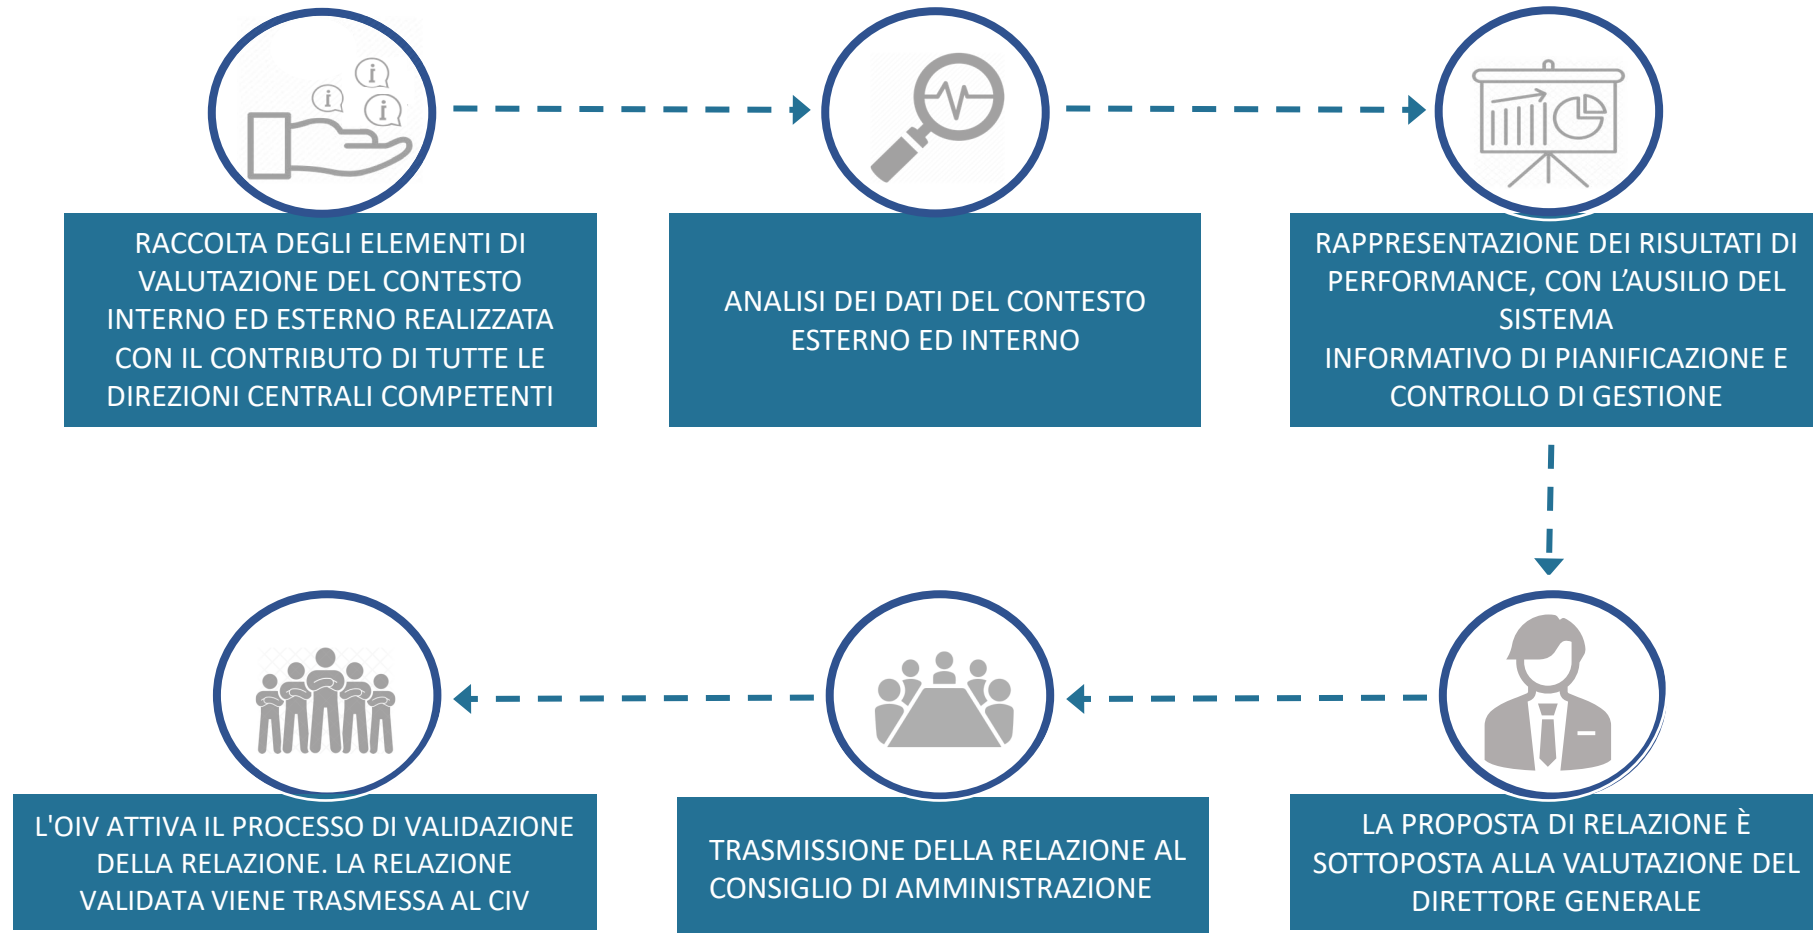 RACCOLTA DEGLI ELEMENTI DI
VALUTAZIONE DEL CONTESTO
INTERNO ED ESTERNO REALIZZATA
CON IL CONTRIBUTO DI TUTTE LE
DIREZIONI CENTRALI COMPETENTI
ANALISI DEI DATI DEL CONTESTO
ESTERNO ED INTERNO
RAPPRESENTAZIONE DEI RISULTATI DI
PERFORMANCE, CON L’AUSILIO DEL
SISTEMA
INFORMATIVO DI PIANIFICAZIONE E
CONTROLLO DI GESTIONE
LA PROPOSTA DI RELAZIONE È
SOTTOPOSTA ALLA VALUTAZIONE DEL
DIRETTORE GENERALE
TRASMISSIONE DELLA RELAZIONE AL
CONSIGLIO DI AMMINISTRAZIONE
L'OIV ATTIVA IL PROCESSO DI VALIDAZIONE
DELLA RELAZIONE. LA RELAZIONE
VALIDATA VIENE TRASMESSA AL CIV